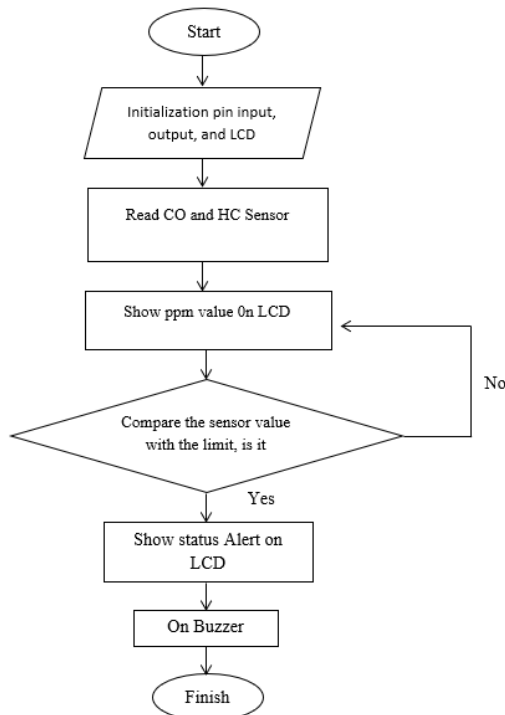 Start
Initialization pin input,
output, and LCD
Read CO and HC Sensor
Show ppm value 0n LCD
No
Compare the sensor value
with the limit, is it
Yes
Show status Alert on
LCD
On Buzzer
Finish